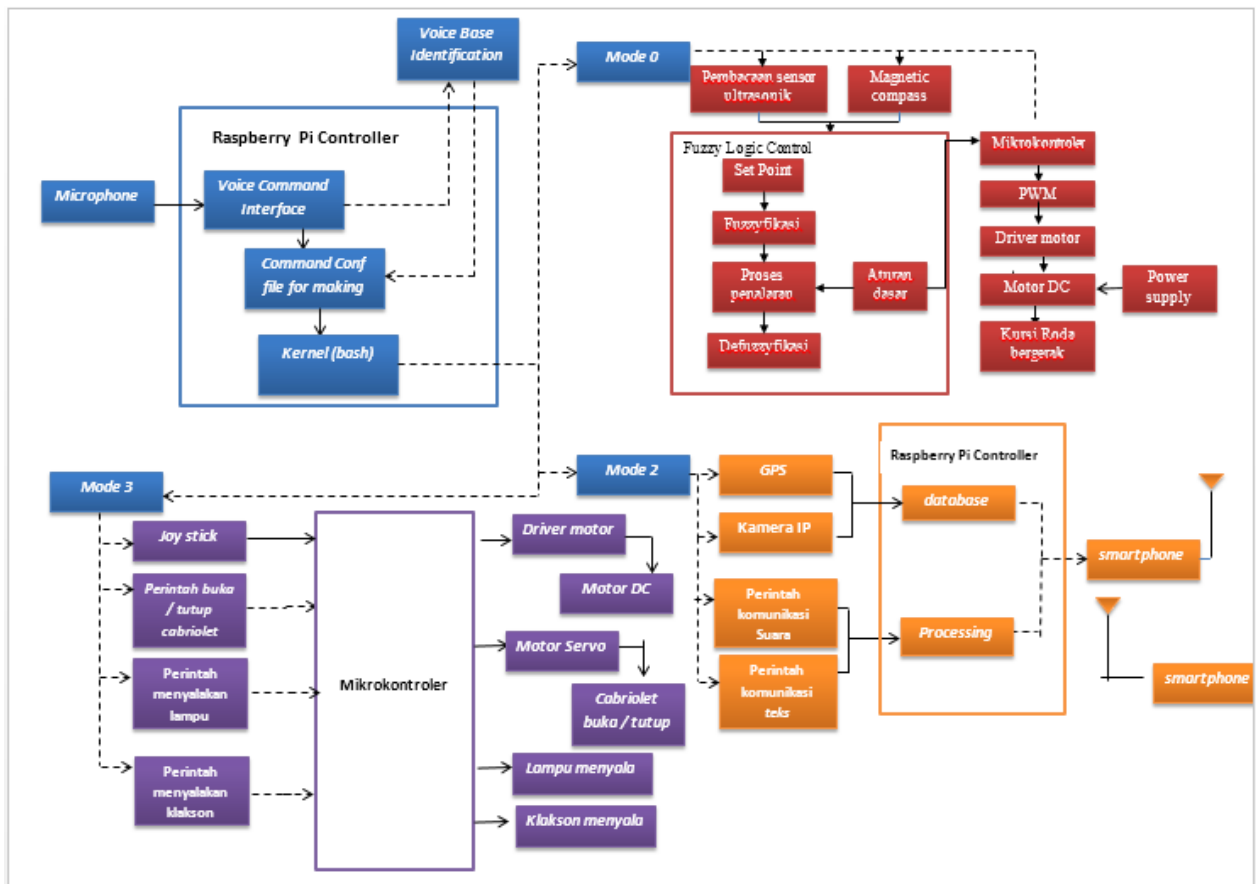 Voice Base
Identification
Raspberry Pi Controller
Microphone
Voice Command
Interface
Command Conf
file for making
Kernel (bash)
Mode 0
Pembacaan sensor
ultrasonik
Magnetic
compass
Fuzzy Logic Control
Set Point
Fuzzyfikasi
Proses
penalaran
Aturan
dasar
Defuzzyfikasi
Mikrokontroler
PWM
Driver motor
Motor DC
Power
supply
Kursi Roda
bergerak
Mode 3
Joy stick
Perintah buka
/ tutup
cabriolet
Perintah
menyalakan
lampu
Perintah
menyalakan
klakson
Mikrokontroler
Driver motor
Motor DC
Motor Servo
Cabriolet
buka / tutup
Lampu menyala
Klakson menyala
Mode 2
GPS
Kamera IP
Perintah
komunikasi
Suara
Perintah
komunikasi
teks
Raspberry Pi Controller
database
Processing
smartphone
smartphone